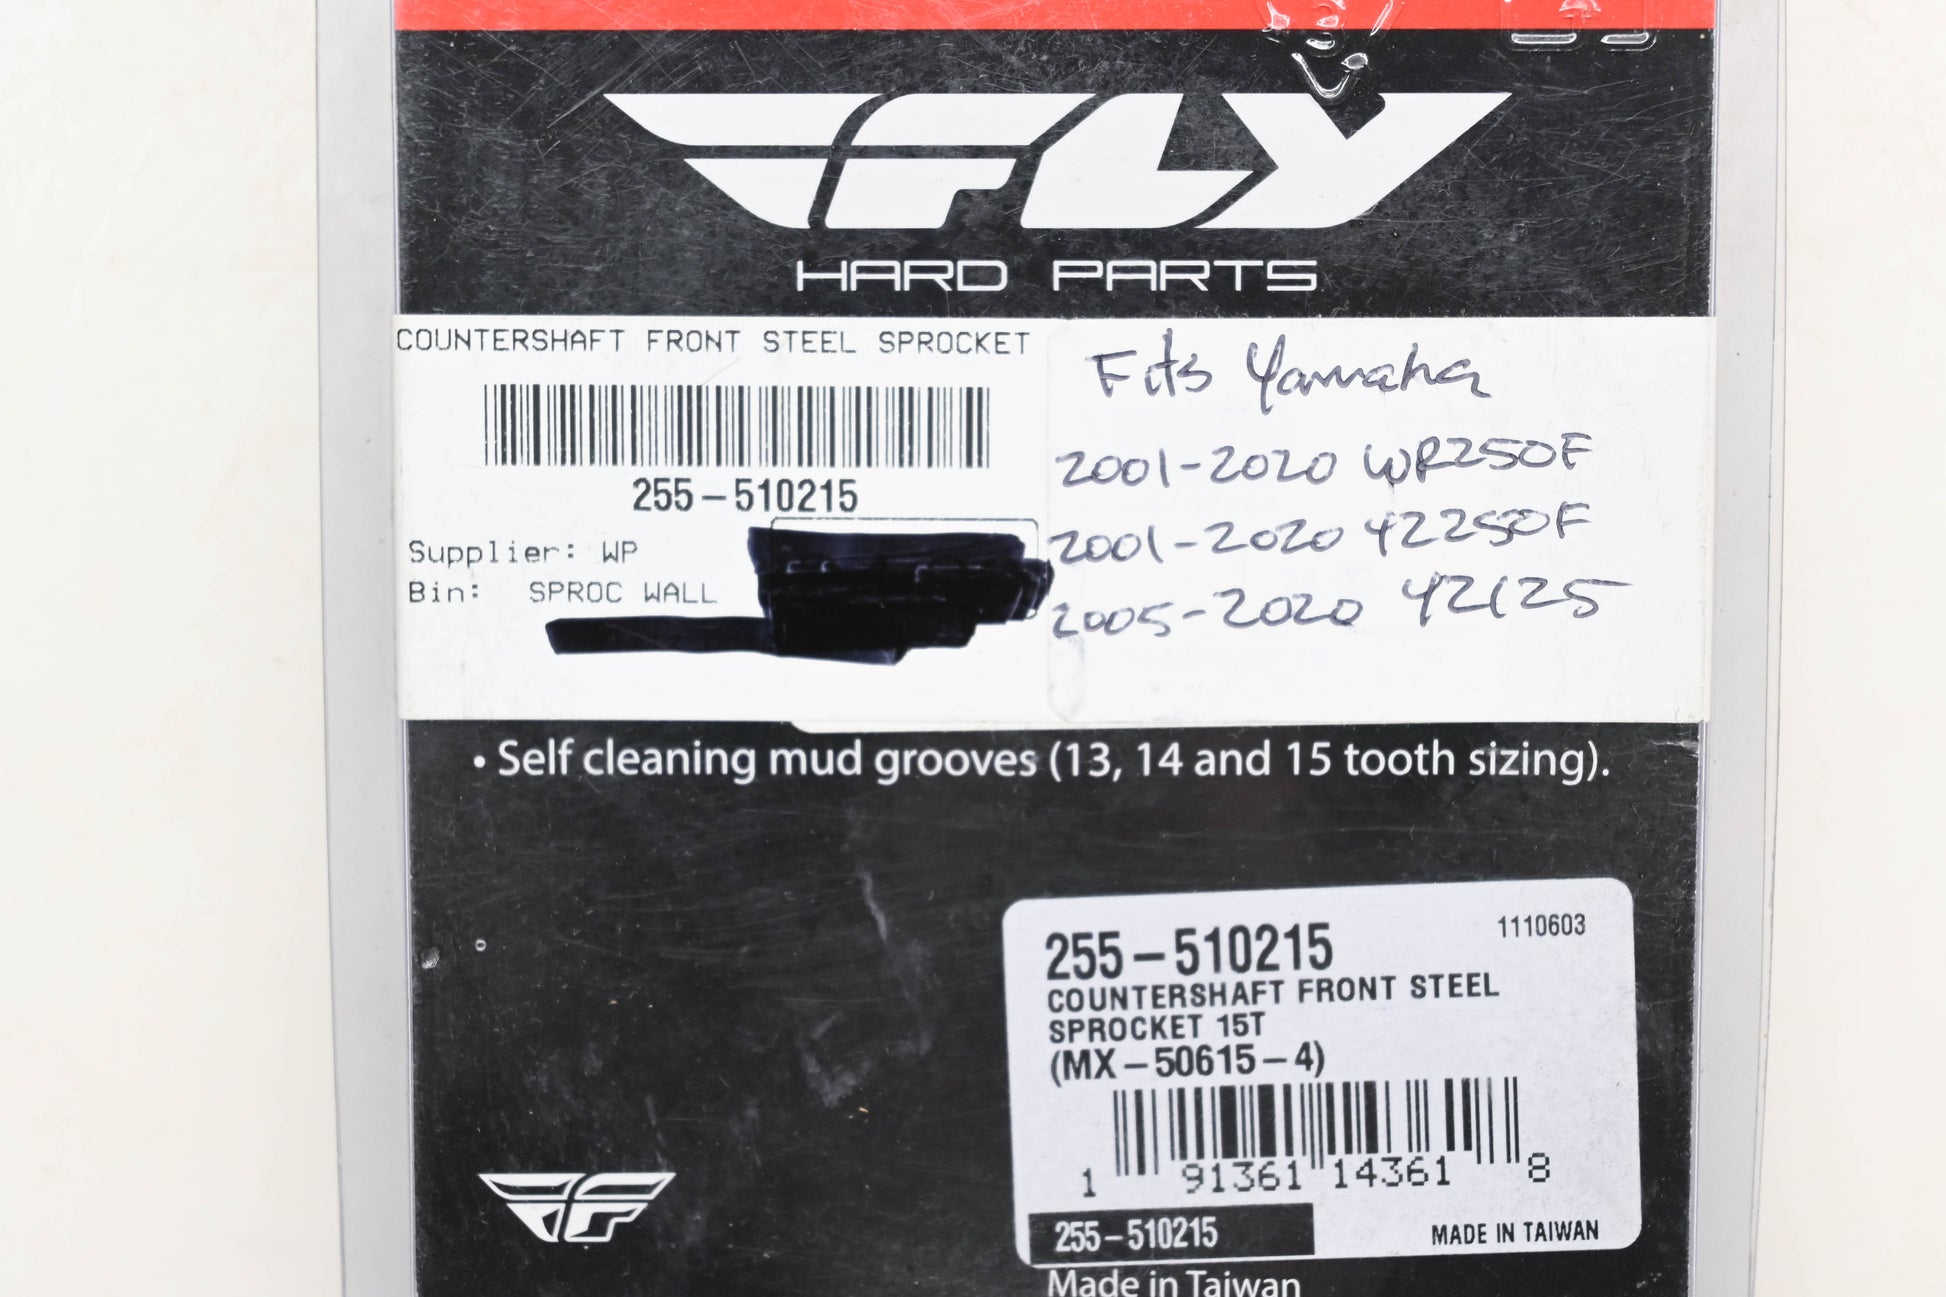 FLY
HARD PARTS
COUNTERSHAFT FRONT STEEL SPROCKET
255-510215
Supplier: WP
Bin: SPROC WALL
Fits Yamaha
2001-2020 WR250F
2001-2020 YZ250F
2005-2020 YZ125
• Self cleaning mud grooves (13, 14 and 15 tooth sizing).
255-510215 1110603
COUNTERSHAFT FRONT STEEL
SPROCKET 15T
(MX-50615-4)
1 91361 14361 8
255-510215 MADE IN TAIWAN
Made in Taiwan